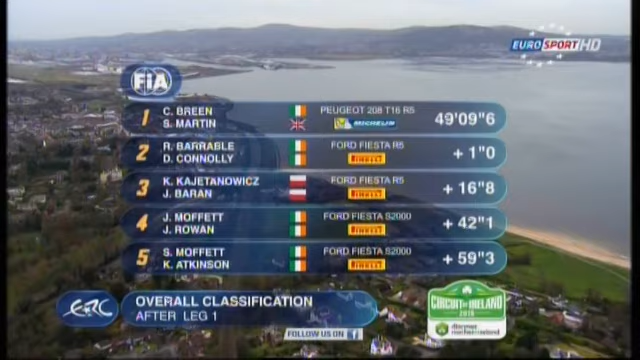 EUROSPORT HD
FIA
1 C. BREEN PEUGEOT 208 T16 R5 49'09"6
S. MARTIN MICHELIN
2 R. BARRABLE FORD FIESTA R5 + 1"0
D. CONNOLLY PIRELLI
3 K. KAJETANOWICZ FORD FIESTA R5 + 16"8
J. BARAN PIRELLI
4 J. MOFFETT FORD FIESTA S2000 + 42"1
J. ROWAN PIRELLI
5 S. MOFFETT FORD FIESTA S2000 + 59"3
K. ATKINSON PIRELLI
ERC OVERALL CLASSIFICATION
AFTER LEG 1
FOLLOW US ON f
CIRCUIT OF IRELAND
discover
northernireland